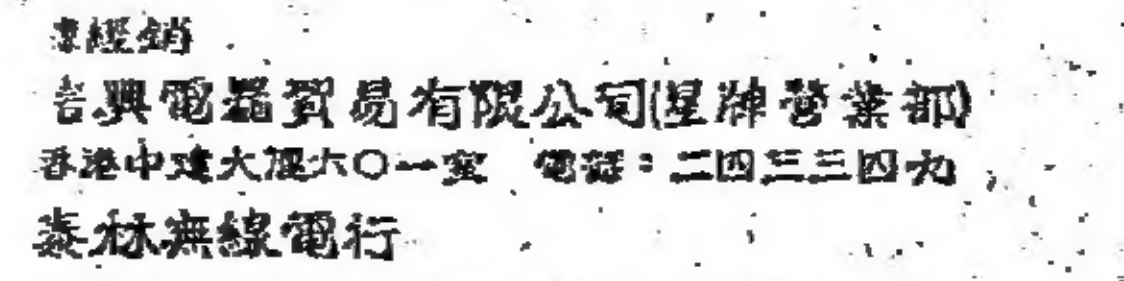 總經銷
吉興電器貿易有限公司(星牌營業部)
香港中建大厦六〇一室 電話：二四三三四九
泰林無線電行